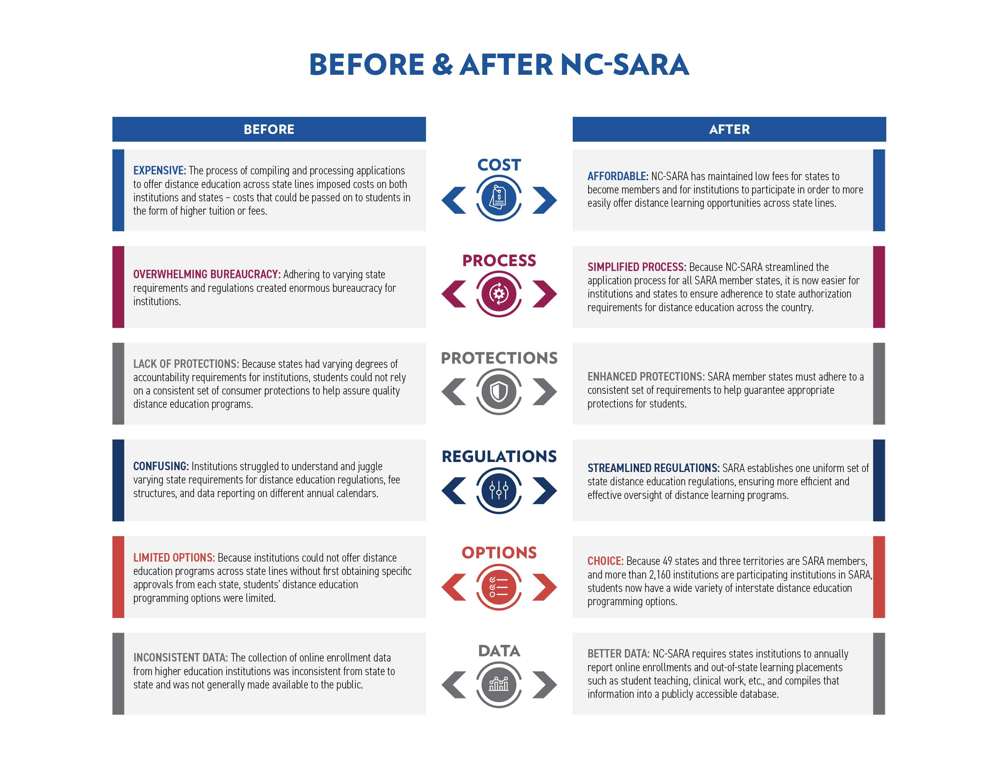 BEFORE & AFTER NC-SARA
BEFORE
AFTER
COST
EXPENSIVE: The process of compiling and processing applications
to offer distance education across state lines imposed costs on both
institutions and states – costs that could be passed on to students in
the form of higher tuition or fees.
$
AFFORDABLE: NC-SARA has maintained low fees for states to
become members and for institutions to participate in order to more
easily offer distance learning opportunities across state lines.
PROCESS
OVERWHELMING BUREAUCRACY: Adhering to varying state
requirements and regulations created enormous bureaucracy for
institutions.
SIMPLIFIED PROCESS: Because NC-SARA streamlined the
application process for all SARA member states, it is now easier for
institutions and states to ensure adherence to state authorization
requirements for distance education across the country.
PROTECTIONS
LACK OF PROTECTIONS: Because states had varying degrees of
accountability requirements for institutions, students could not rely
on a consistent set of consumer protections to help assure quality
distance education programs.
ENHANCED PROTECTIONS: SARA member states must adhere to a
consistent set of requirements to help guarantee appropriate
protections for students.
REGULATIONS
CONFUSING: Institutions struggled to understand and juggle
varying state requirements for distance education regulations, fee
structures, and data reporting on different annual calendars.
STREAMLINED REGULATIONS: SARA establishes one uniform set of
state distance education regulations, ensuring more efficient and
effective oversight of distance learning programs.
OPTIONS
LIMITED OPTIONS: Because institutions could not offer distance
education programs across state lines without first obtaining specific
approvals from each state, students’ distance education
programming options were limited.
CHOICE: Because 49 states and three territories are SARA members,
and more than 2,160 institutions are participating institutions in SARA,
students now have a wide variety of interstate distance education
programming options.
DATA
INCONSISTENT DATA: The collection of online enrollment data
from higher education institutions was inconsistent from state to
state and was not generally made available to the public.
BETTER DATA: NC-SARA requires states institutions to annually
report online enrollments and out-of-state learning placements
such as student teaching, clinical work, etc., and compiles that
information into a publicly accessible database.